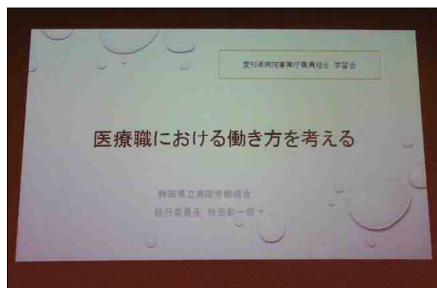 愛知県病院事業庁職員組合 学習会
医療職における働き方を考える
静岡県立病院労働組合
執行委員長